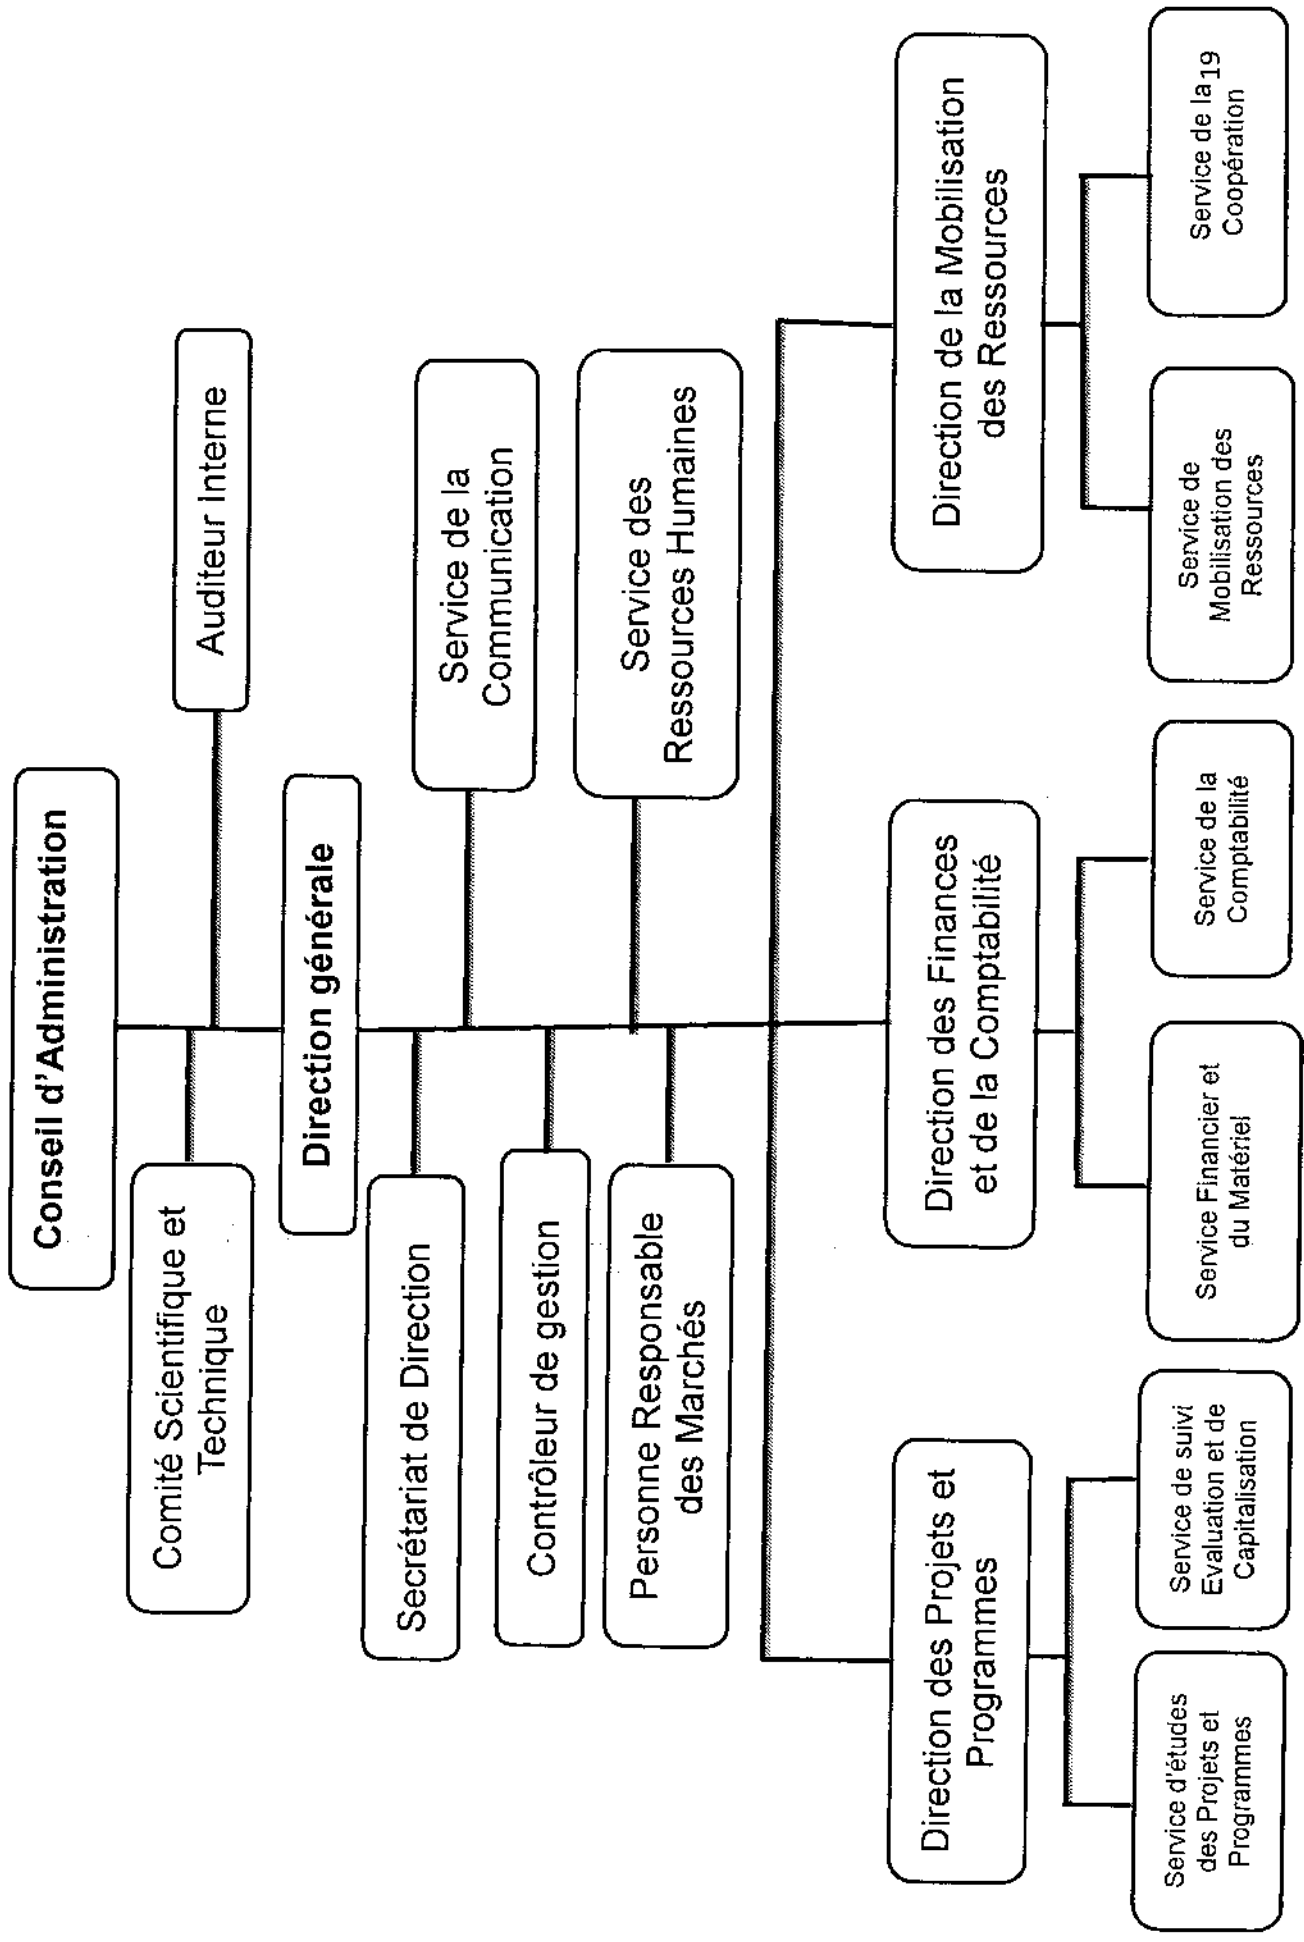 Conseil d'Administration
Comité Scientifique et
Technique
Auditeur Interne
Direction générale
Secrétariat de Direction
Service de la
Communication
Contrôleur de gestion
Service des
Ressources Humaines
Personne Responsable
des Marchés
Direction des Projets et
Programmes
Direction des Finances
et de la Comptabilité
Direction de la Mobilisation
des Ressources
Service d'études
des Projets et
Programmes
Service de suivi
Evaluation et de
Capitalisation
Service Financier et
du Matériel
Service de la
Comptabilité
Service de
Mobilisation des
Ressources
Service de la
Coopération
19